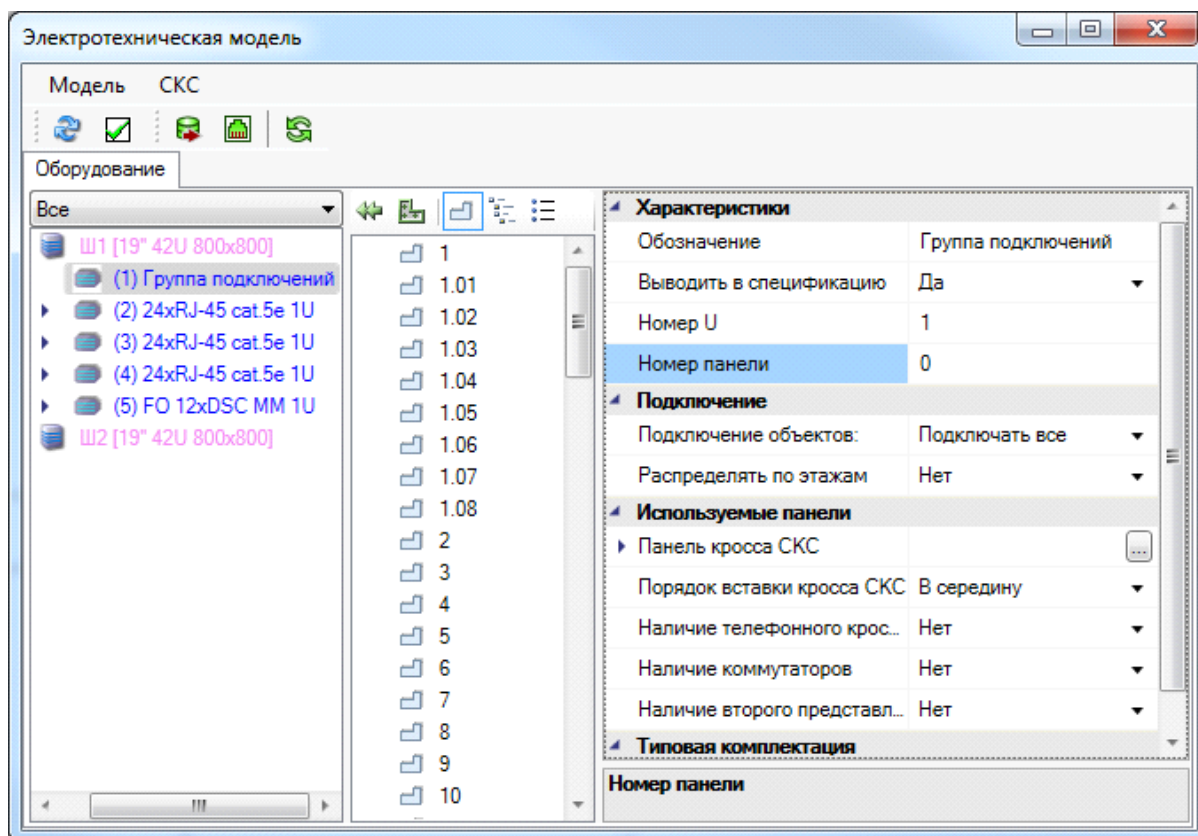 Электротехническая модель
Модель СКС
Оборудование
Все
Ш1 [19" 42U 800x800]
(1) Группа подключений
(2) 24xRJ-45 cat.5e 1U
(3) 24xRJ-45 cat.5e 1U
(4) 24xRJ-45 cat.5e 1U
(5) FO 12xDSC MM 1U
Ш2 [19" 42U 800x800]
1
1.01
1.02
1.03
1.04
1.05
1.06
1.07
1.08
2
3
4
5
6
7
8
9
10
Характеристики
Обозначение Группа подключений
Выводить в спецификацию Да
Номер U 1
Номер панели 0
Подключение
Подключение объектов: Подключать все
Распределять по этажам Нет
Используемые панели
Панель кросса СКС ...
Порядок вставки кросса СКС В середину
Наличие телефонного крос... Нет
Наличие коммутаторов Нет
Наличие второго представл... Нет
Типовая комплектация
Номер панели